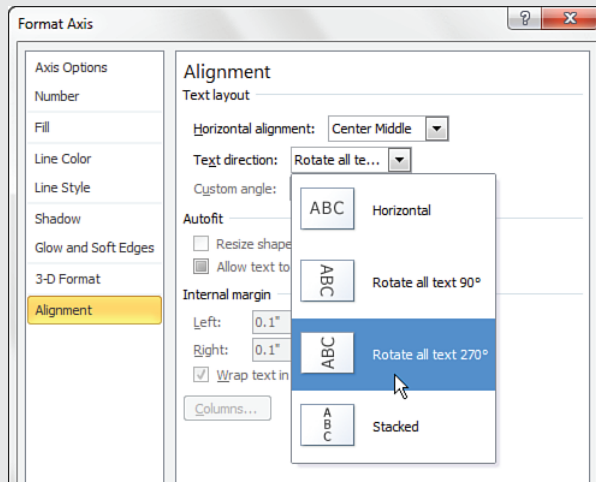 Format Axis
?
Axis Options
Number
Fill
Line Color
Line Style
Shadow
Glow and Soft Edges
3-D Format
Alignment
Alignment
Text layout
Horizontal alignment: Center Middle
Text direction: Rotate all te...
Custom angle:
Autofit
Resize shape
Allow text to
Internal margin
Left: 0.1"
Right: 0.1"
Wrap text in
Columns...
ABC Horizontal
ABC Rotate all text 90°
ABC Rotate all text 270°
ABC Stacked